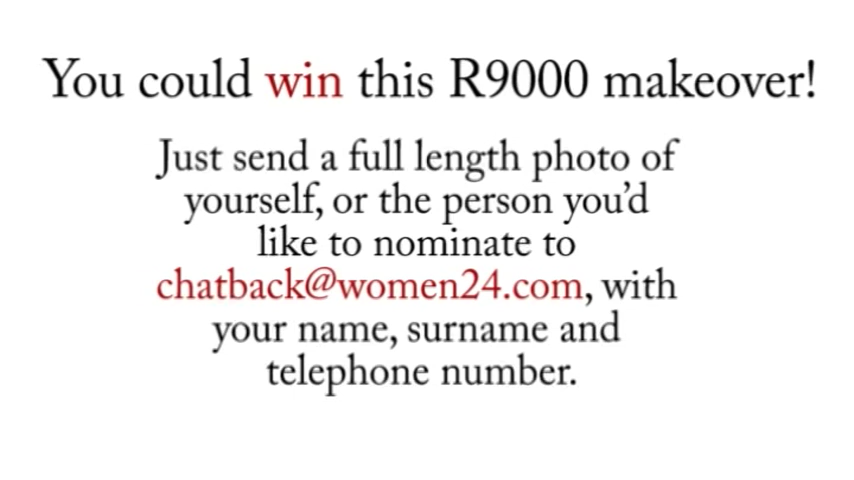 You could win this R9000 makeover!
Just send a full length photo of
yourself, or the person you'd
like to nominate to
chatback@women24.com, with
your name, surname and
telephone number.